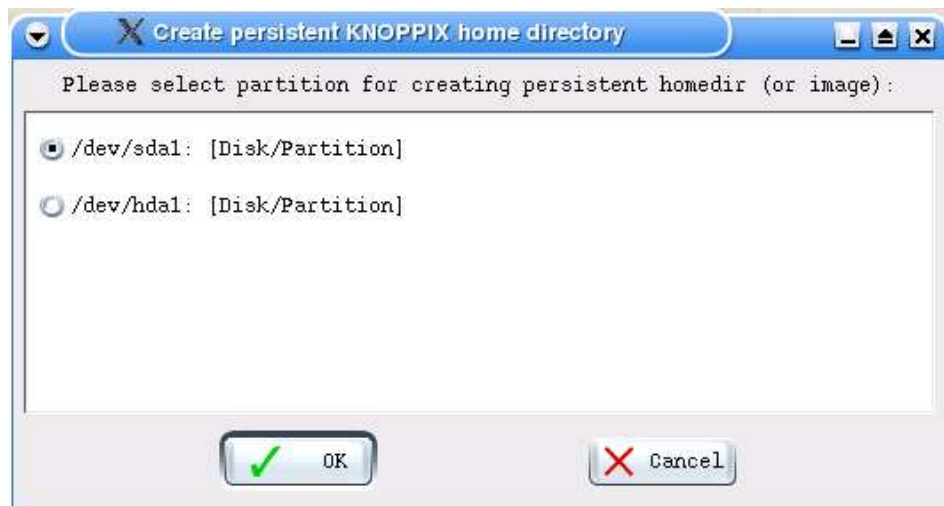 Create persistent KNOPPIX home directory
Please select partition for creating persistent homedir (or image):
/dev/sda1: [Disk/Partition]
/dev/hda1: [Disk/Partition]
OK
Cancel